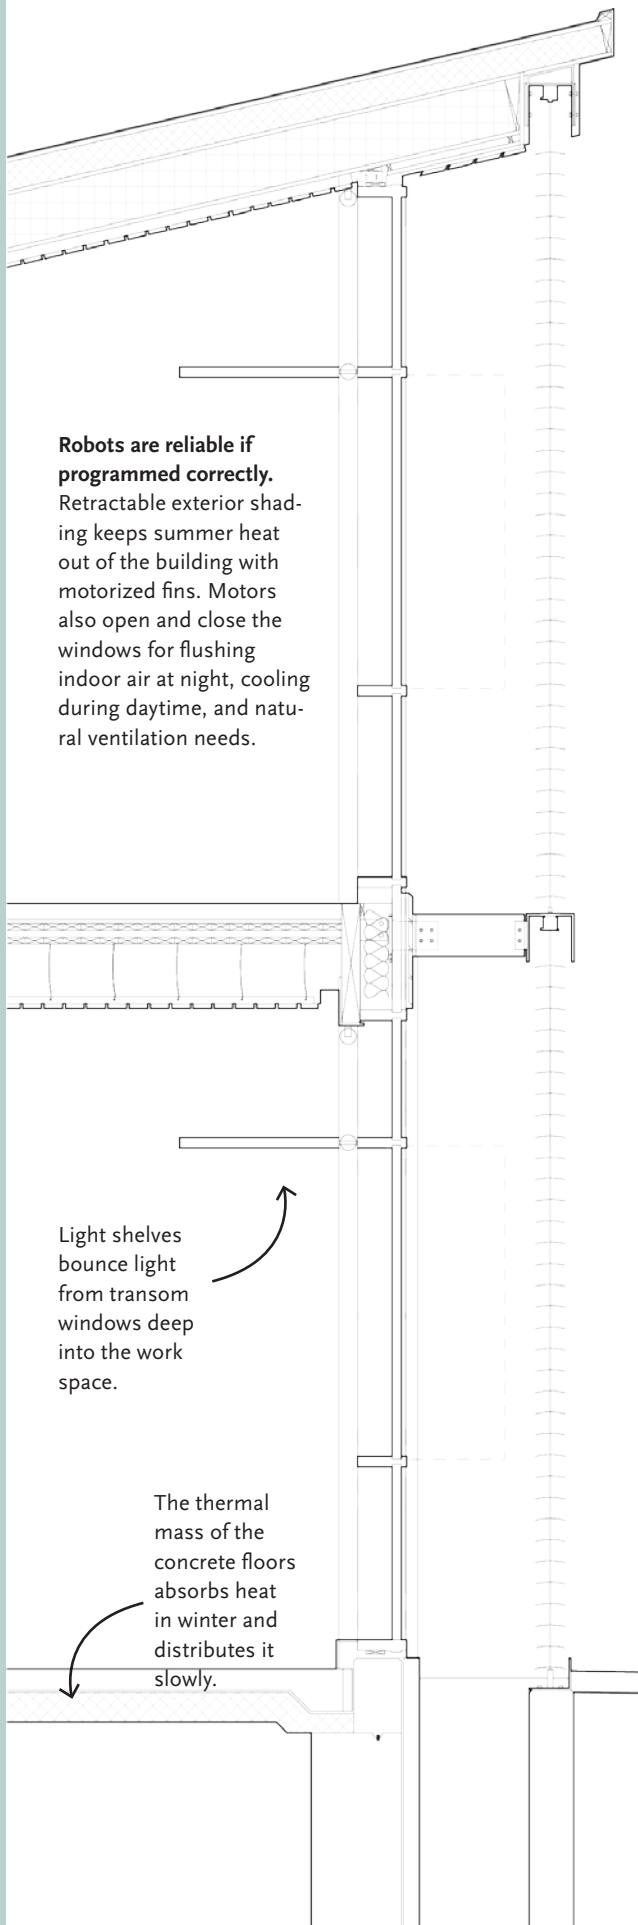 Robots are reliable if
programmed correctly.
Retractable exterior shad-
ing keeps summer heat
out of the building with
motorized fins. Motors
also open and close the
windows for flushing
indoor air at night, cooling
during daytime, and natu-
ral ventilation needs.
Light shelves
bounce light
from transom
windows deep
into the work
space.
The thermal
mass of the
concrete floors
absorbs heat
in winter and
distributes it
slowly.